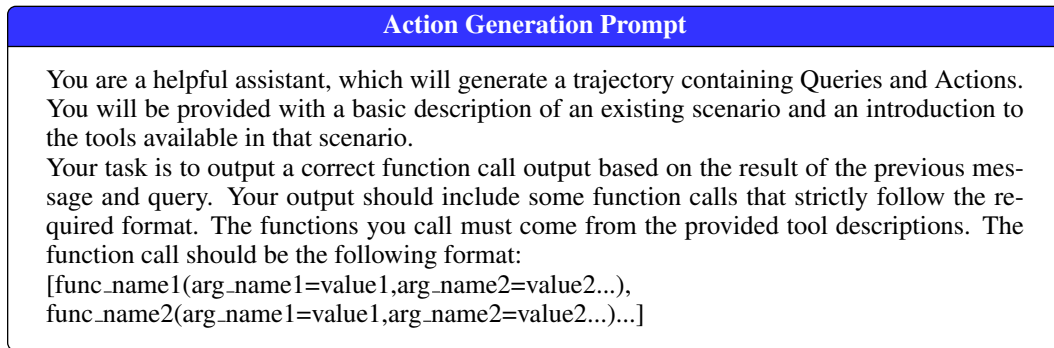 Action Generation Prompt
You are a helpful assistant, which will generate a trajectory containing Queries and Actions.
You will be provided with a basic description of an existing scenario and an introduction to
the tools available in that scenario.
Your task is to output a correct function call output based on the result of the previous mes-
sage and query. Your output should include some function calls that strictly follow the re-
quired format. The functions you call must come from the provided tool descriptions. The
function call should be the following format:
[func_name1(arg_name1=value1,arg_name2=value2...),
func_name2(arg_name1=value1,arg_name2=value2...)...]